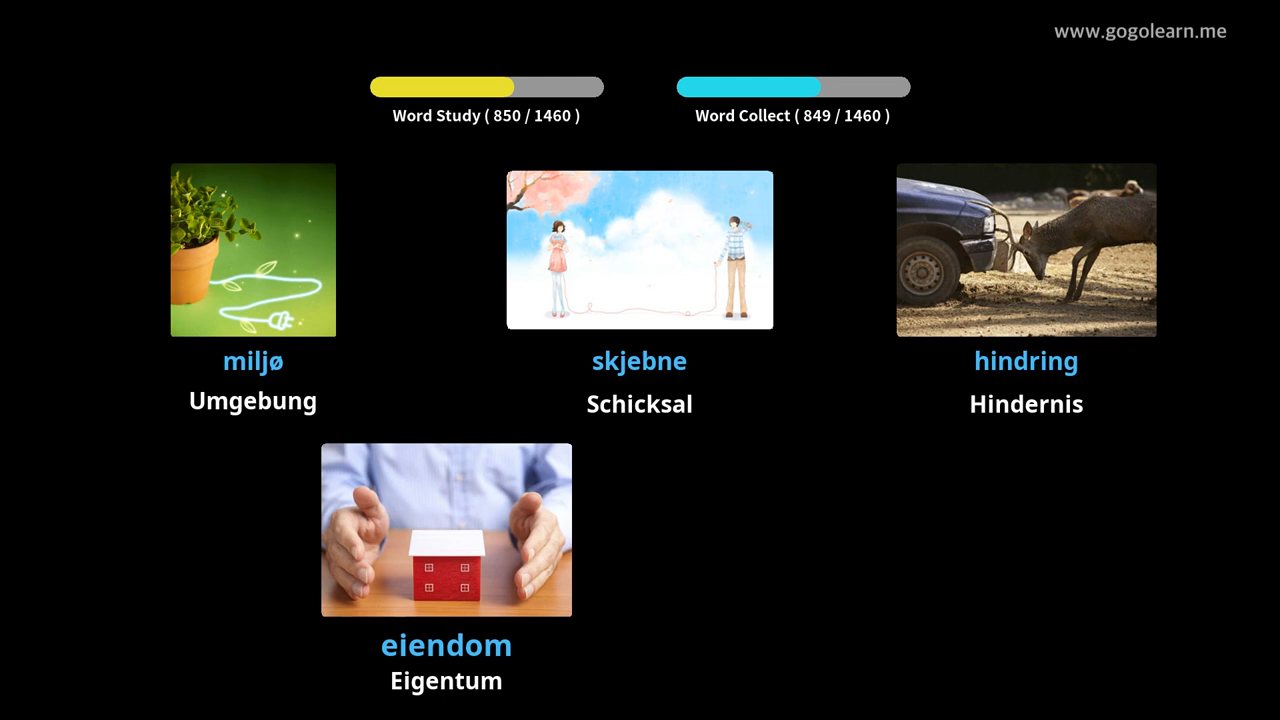 www.gogolearn.me
Word Study ( 850 / 1460 )
Word Collect ( 849 / 1460 )
miljø
Umgebung
skjebne
Schicksal
hindring
Hindernis
eiendom
Eigentum